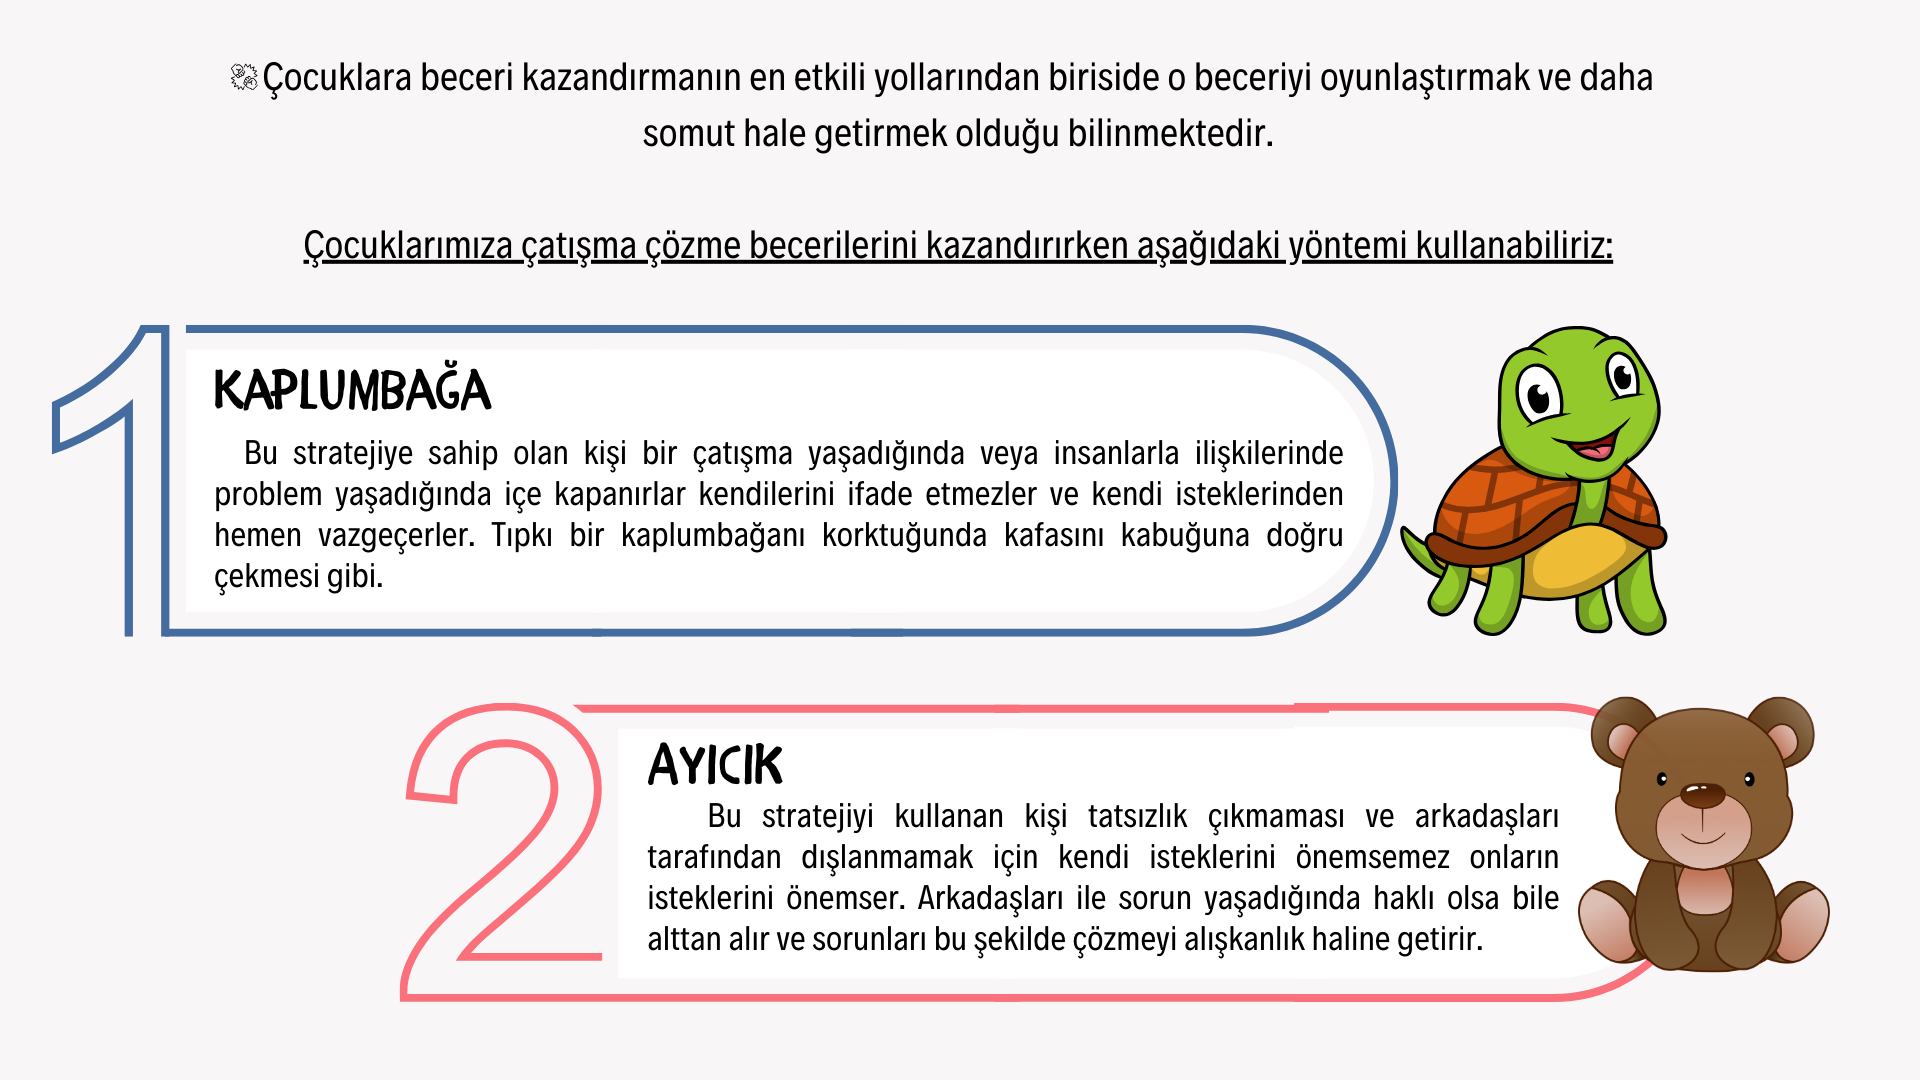 Çocuklara beceri kazandırmanın en etkili yollarından biriside o beceriyi oyunlaştırmak ve daha
somut hale getirmek olduğu bilinmektedir.
Çocuklarımıza çatışma çözme becerilerini kazandırırken aşağıdaki yöntemi kullanabiliriz:
1
KAPLUMBAĞA
Bu stratejiye sahip olan kişi bir çatışma yaşadığında veya insanlarla ilişkilerinde
problem yaşadığında içe kapanırlar kendilerini ifade etmezler ve kendi isteklerinden
hemen vazgeçerler. Tıpkı bir kaplumbağanı korktuğunda kafasını kabuğuna doğru
çekmesi gibi.
2
AYICIK
Bu stratejiyi kullanan kişi tatsızlık çıkmaması ve arkadaşları
tarafından dışlanmamak için kendi isteklerini önemsemez onların
isteklerini önemser. Arkadaşları ile sorun yaşadığında haklı olsa bile
alttan alır ve sorunları bu şekilde çözmeyi alışkanlık haline getirir.